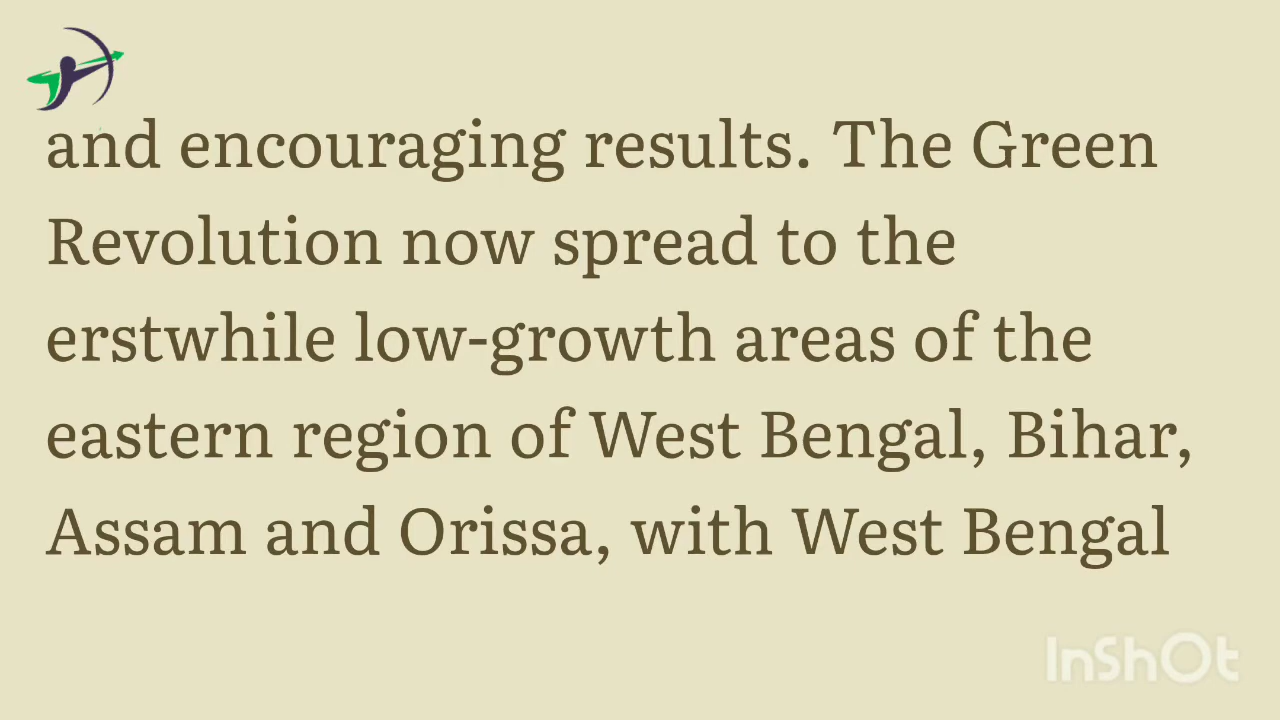 and encouraging results. The Green
Revolution now spread to the
erstwhile low-growth areas of the
eastern region of West Bengal, Bihar,
Assam and Orissa, with West Bengal
InShOt